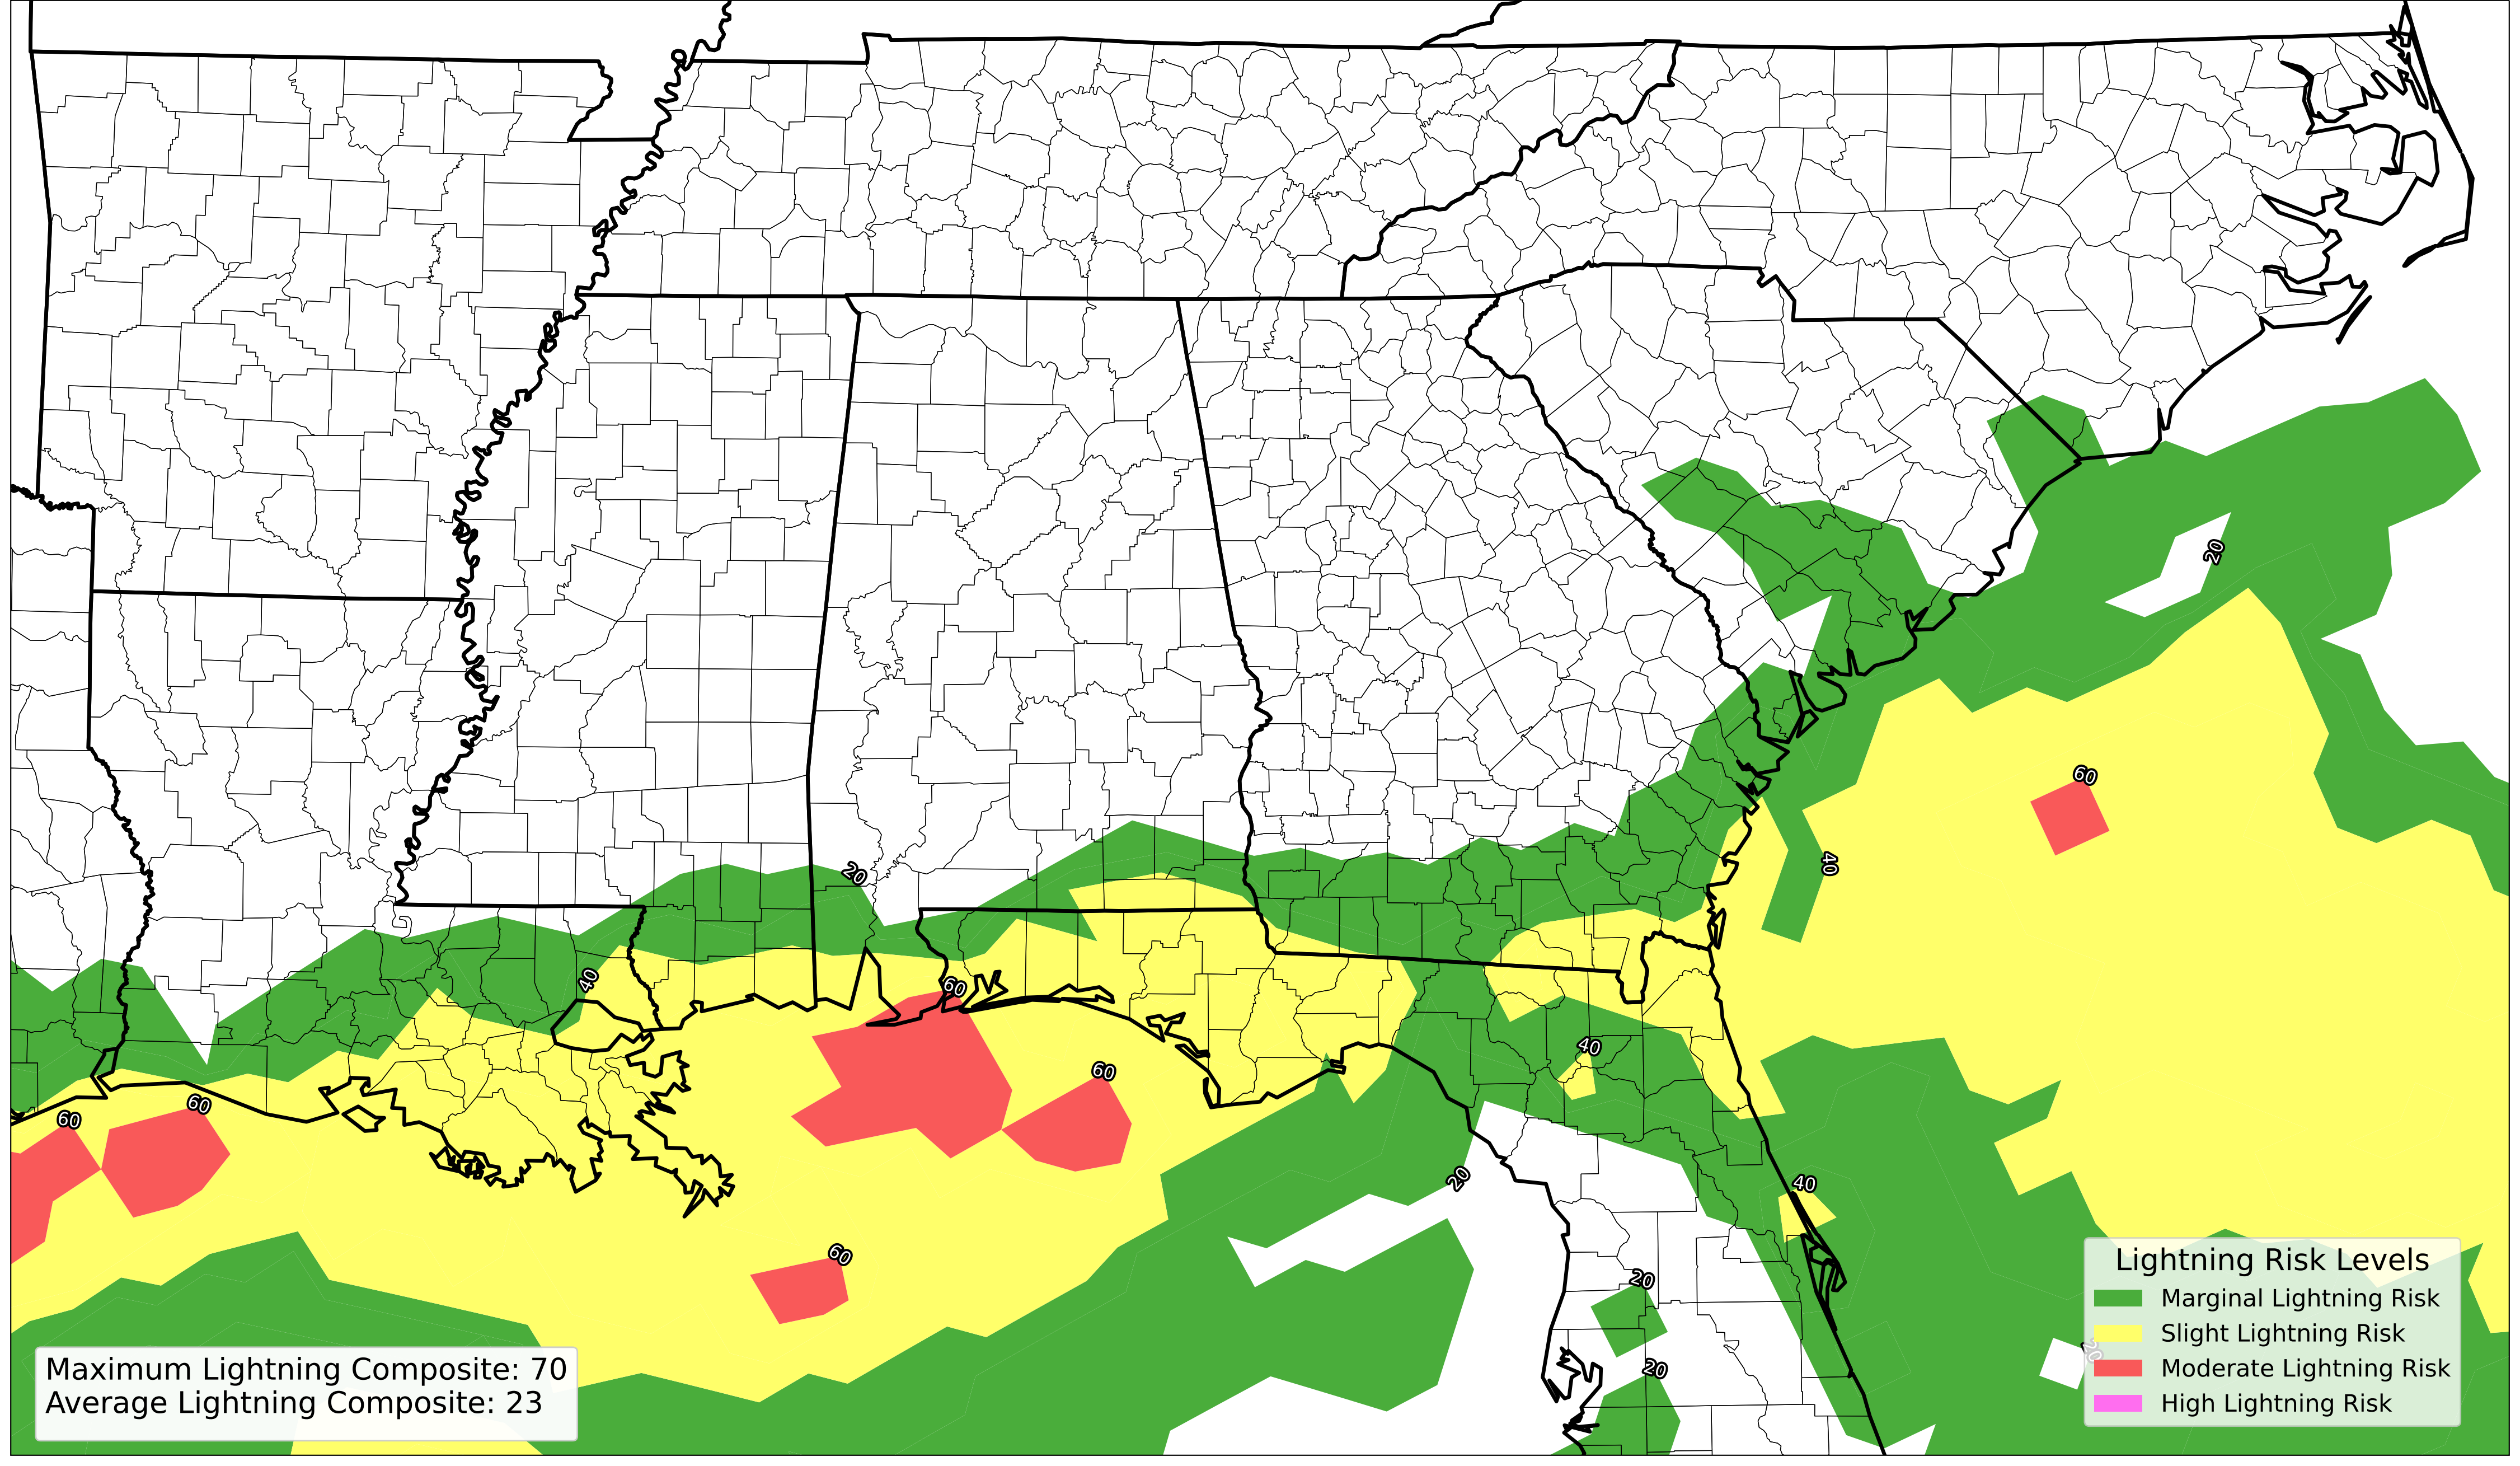 20
60
40
20
40
60
60
40
60
60
20
40
20
60
20
20
20
Lightning Risk Levels
Marginal Lightning Risk
Slight Lightning Risk
Moderate Lightning Risk
High Lightning Risk
Maximum Lightning Composite: 70
Average Lightning Composite: 23